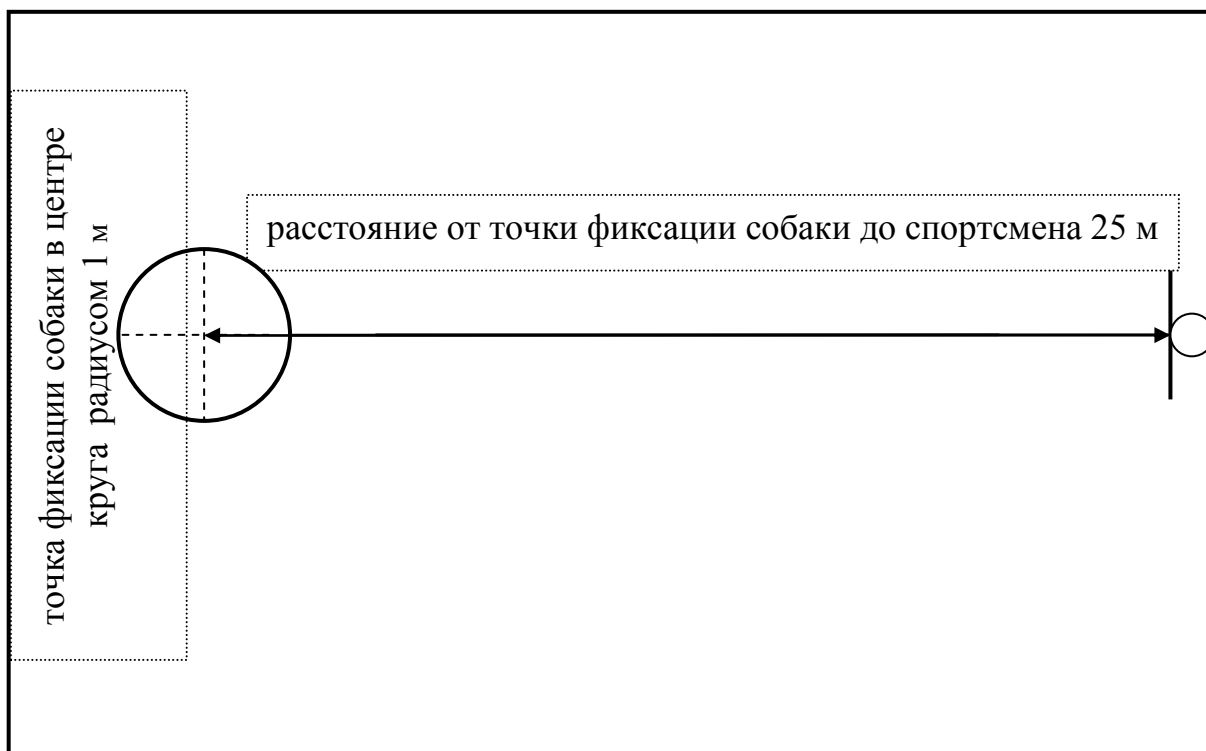 точка фиксации собаки в центре
круга радиусом 1 м
расстояние от точки фиксации собаки до спортсмена 25 м